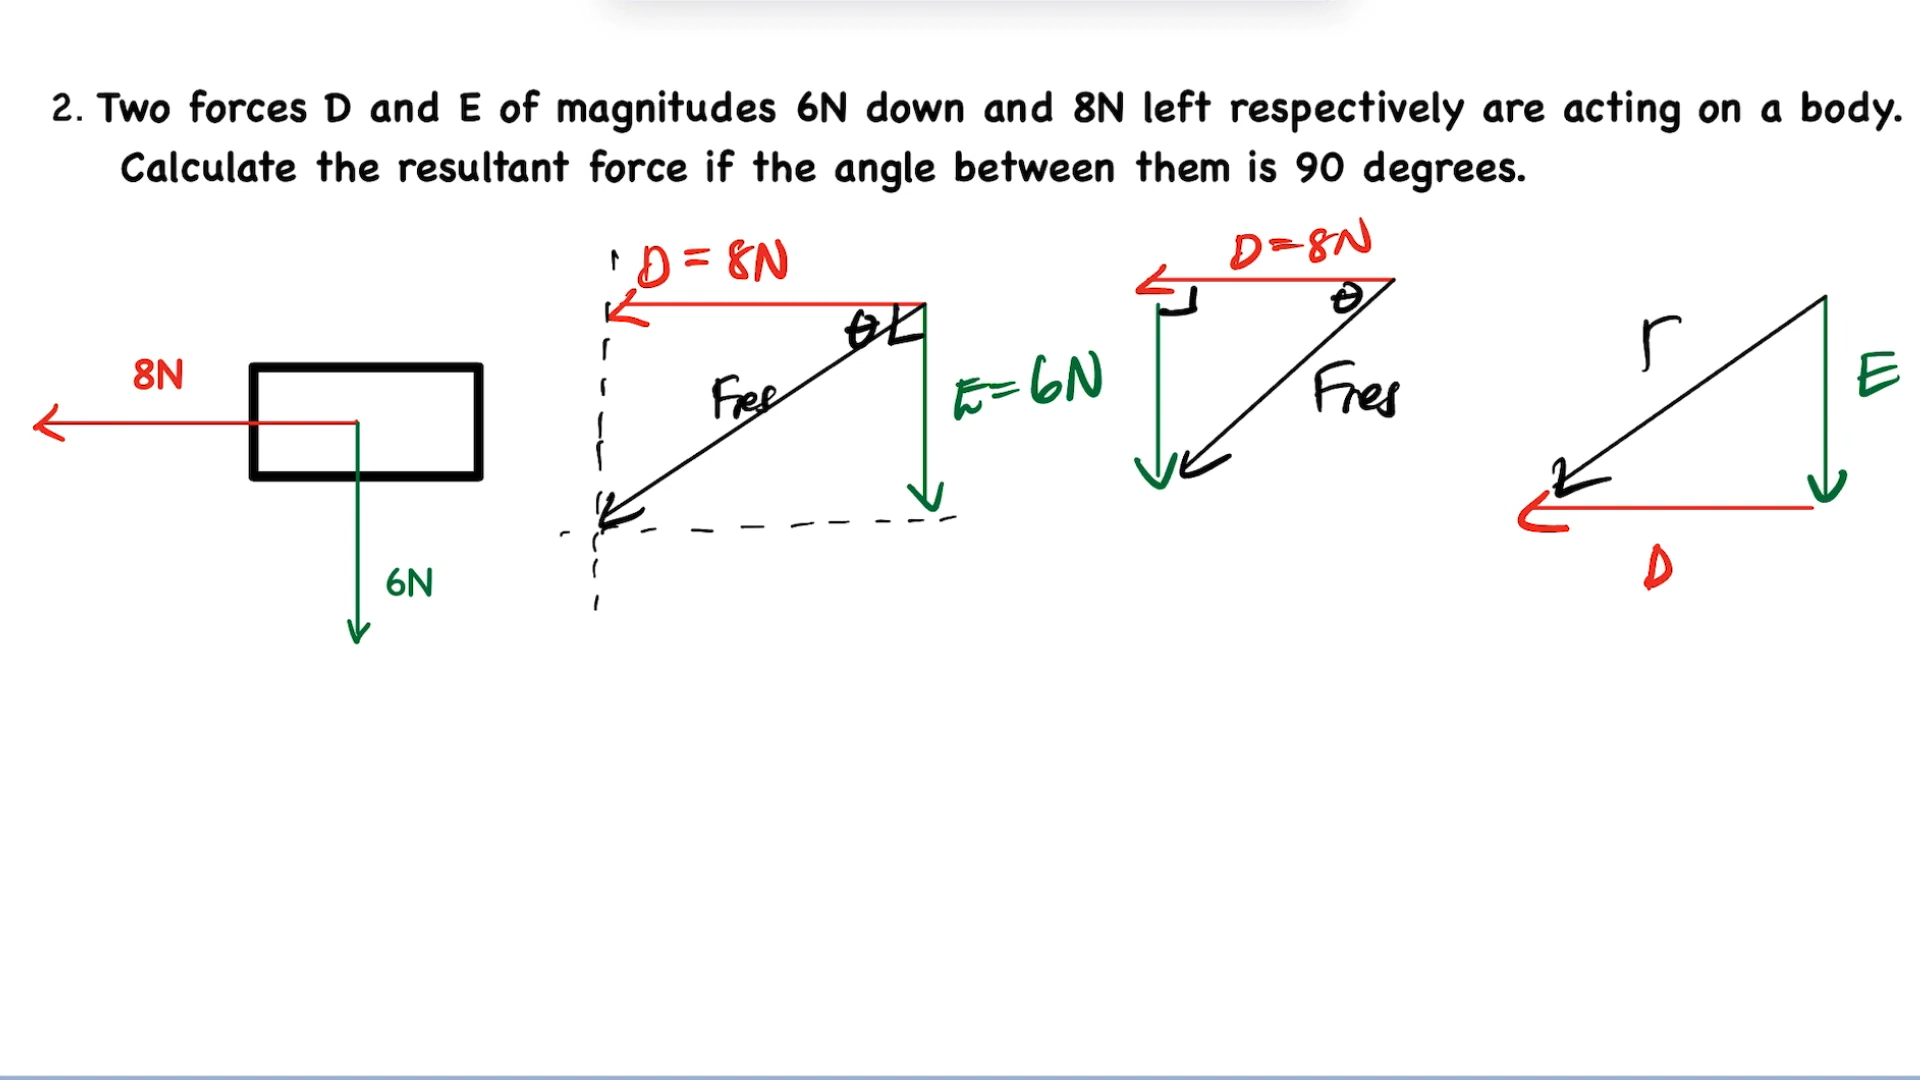 2. Two forces D and E of magnitudes 6N down and 8N left respectively are acting on a body.
Calculate the resultant force if the angle between them is 90 degrees.
8N
6N
D = 8N
θ
Fres
E=6N
D=8N
θ
Fres
r
E
D